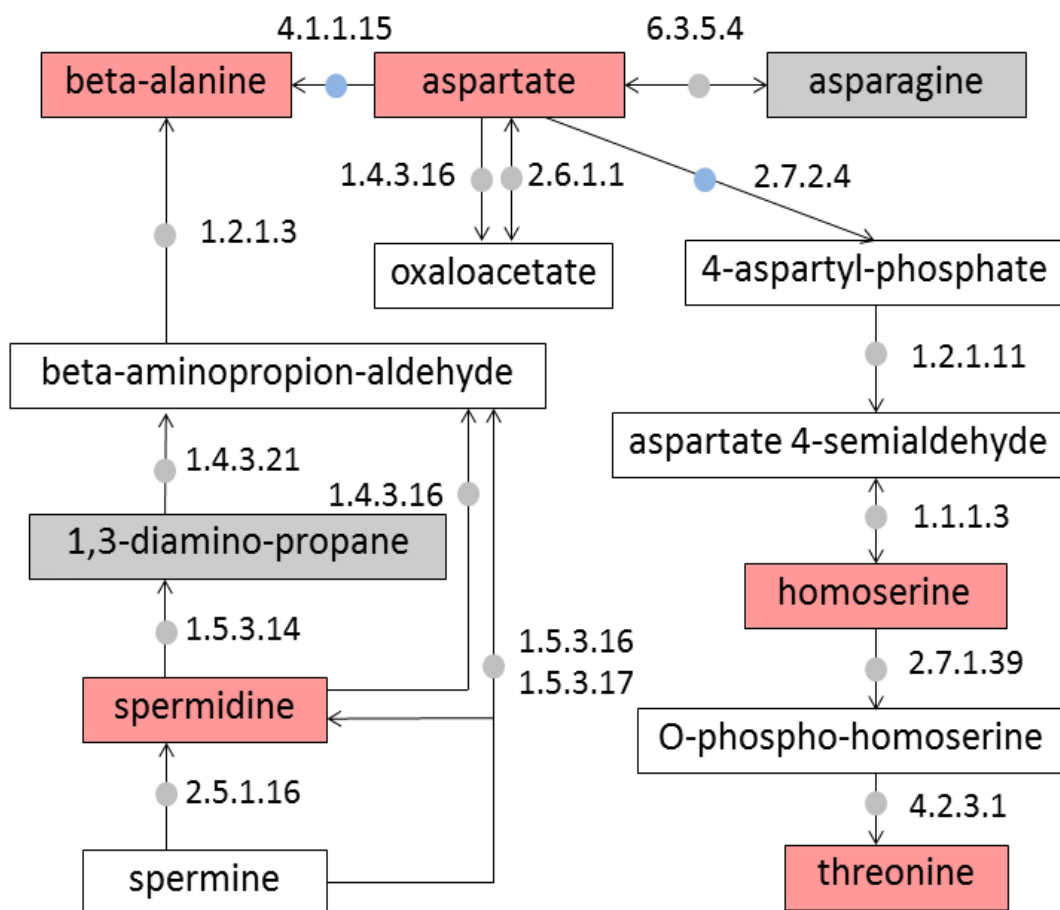 4.1.1.15
6.3.5.4
beta-alanine
aspartate
asparagine
1.4.3.16
2.6.1.1
2.7.2.4
1.2.1.3
oxaloacetate
4-aspartyl-phosphate
beta-aminopropion-aldehyde
1.2.1.11
aspartate 4-semialdehyde
1.4.3.21
1.4.3.16
1.1.1.3
1,3-diamino-propane
homoserine
1.5.3.14
1.5.3.16
1.5.3.17
2.7.1.39
spermidine
O-phospho-homoserine
2.5.1.16
4.2.3.1
spermine
threonine